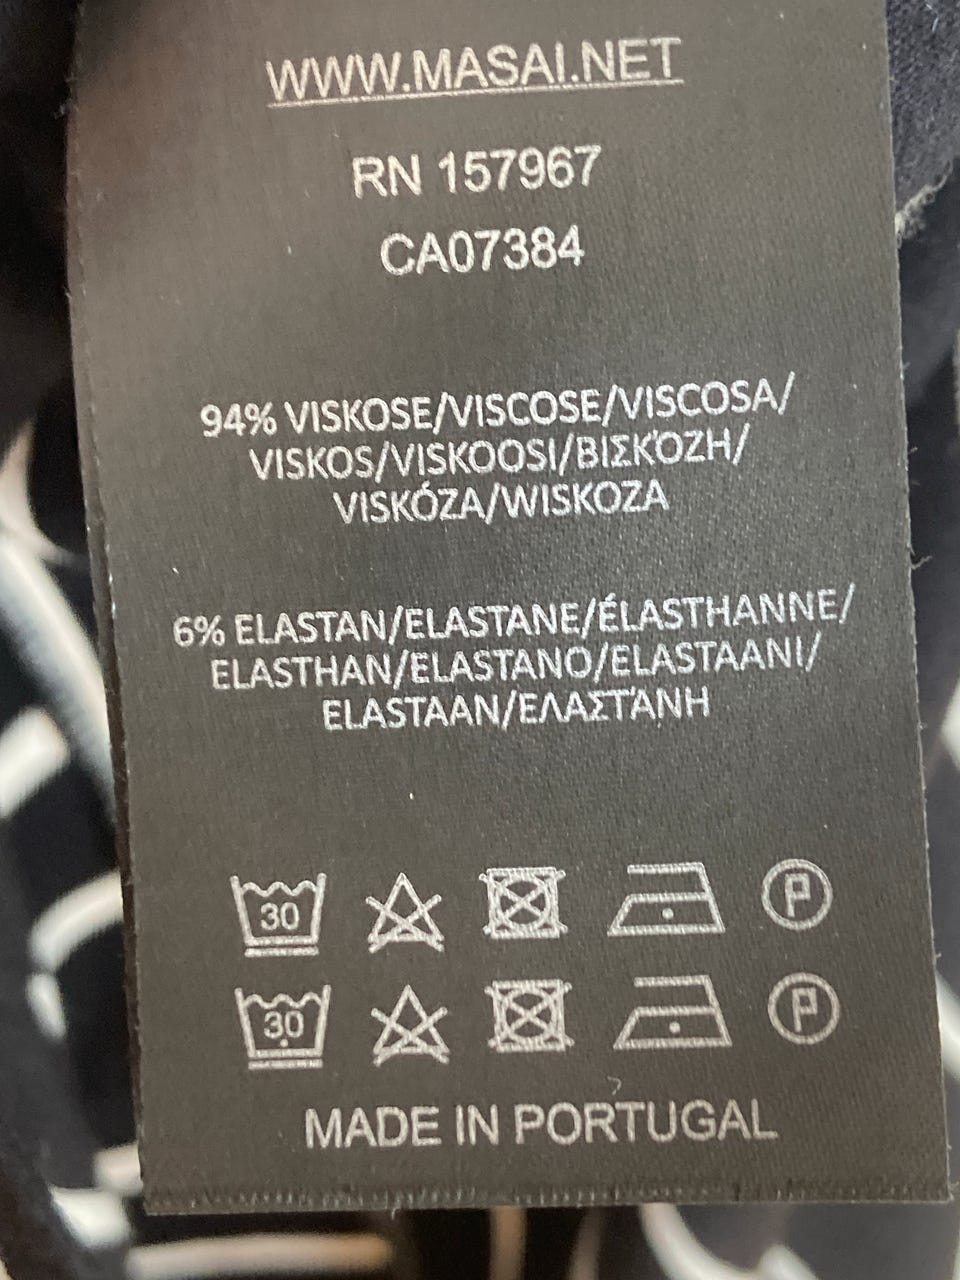 WWW.MASAI.NET
RN 157967
CA07384
94% VISKOSE/VISCOSE/VISCOSA/
VISKOS/VISKOOSI/ΒΙΣΚΌΖΗ/
VISKÓZA/WISKOZA
6% ELASTAN/ELASTANE/ÉLASTHANNE/
ELASTHAN/ELASTANO/ELASTAANI/
ELASTAAN/ΕΛΑΣΤΆΝΗ
30 P
30 P
MADE IN PORTUGAL